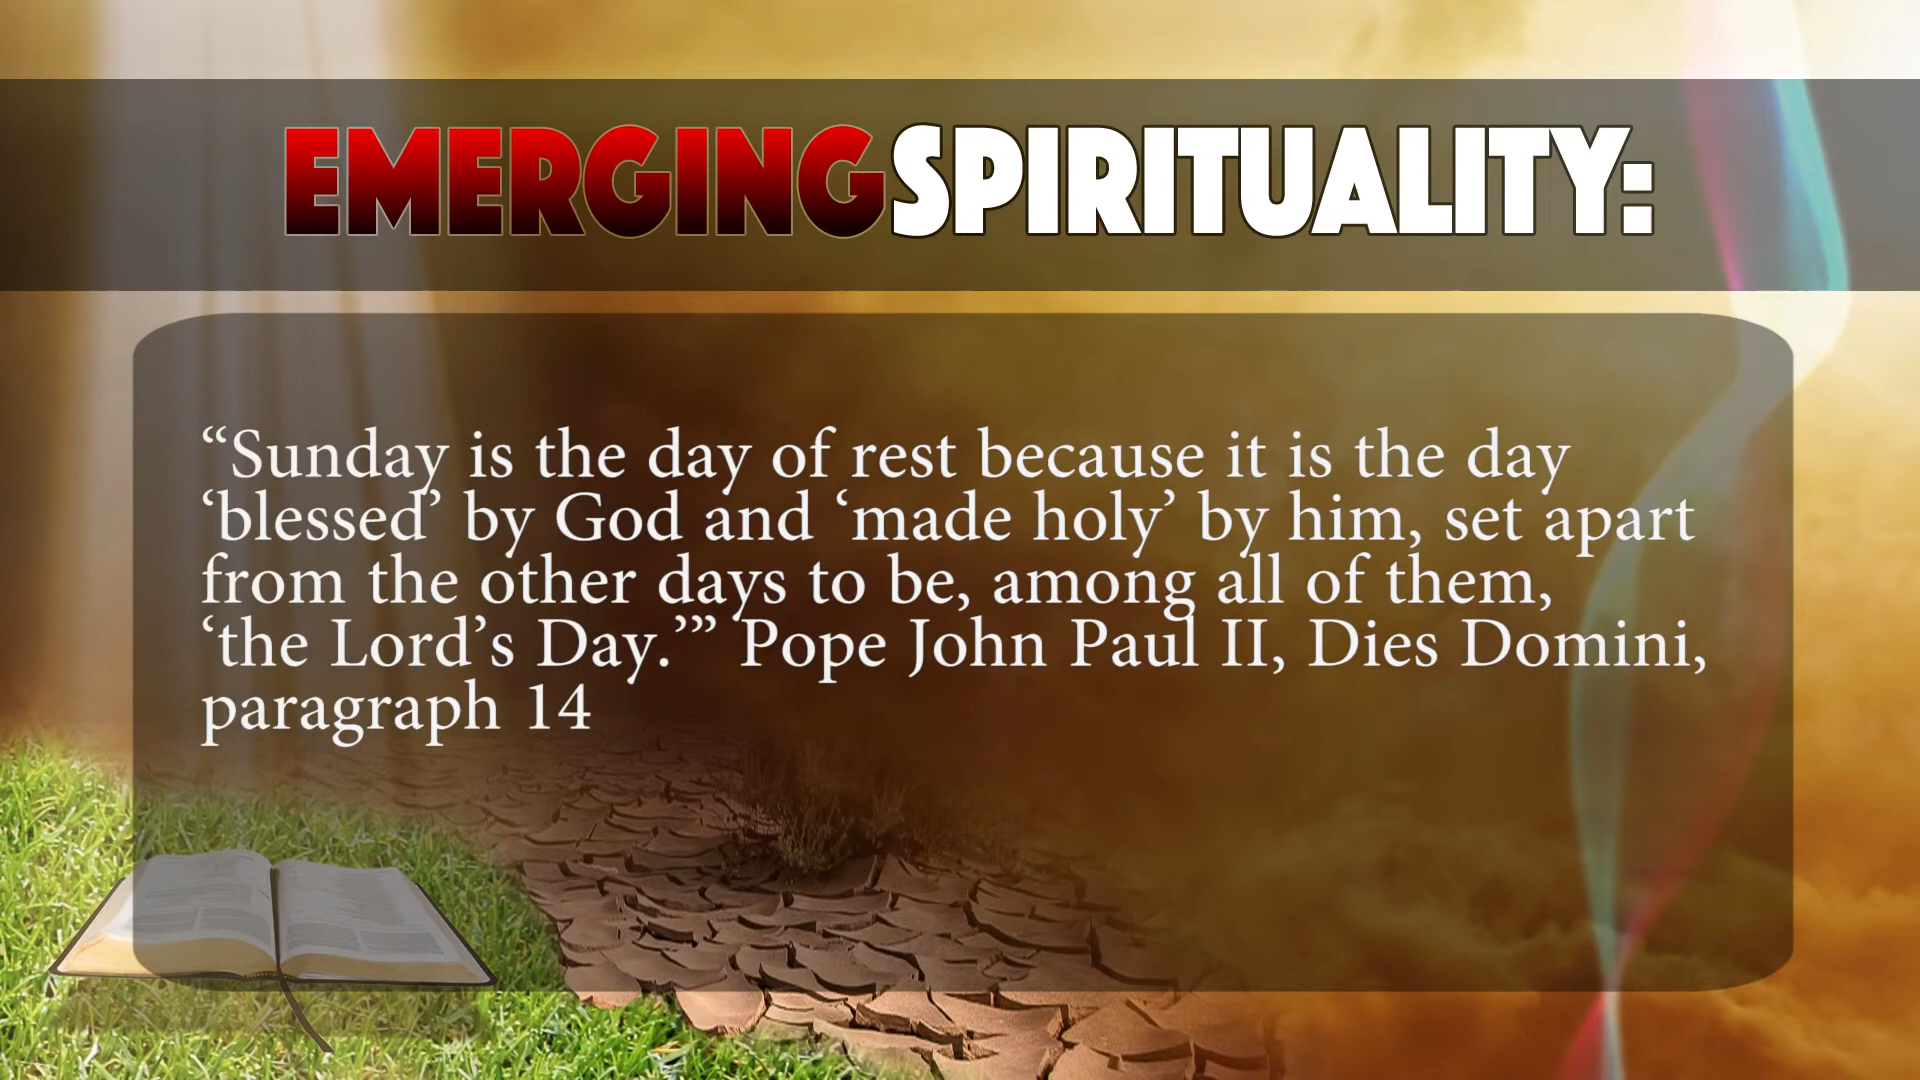 EMERGING SPIRITUALITY:
“Sunday is the day of rest because it is the day
‘blessed’ by God and ‘made holy’ by him, set apart
from the other days to be, among all of them,
‘the Lord’s Day.’” Pope John Paul II, Dies Domini,
paragraph 14